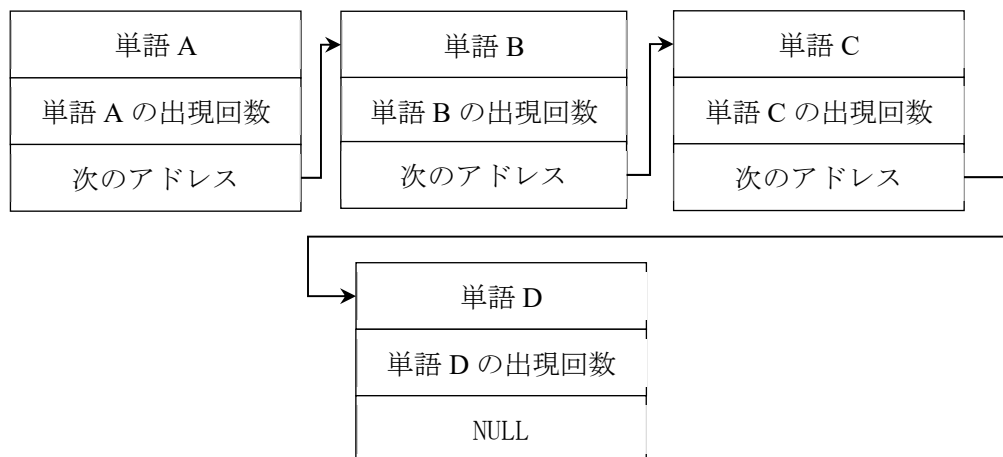 単語 A
単語 A の出現回数
次のアドレス
単語 B
単語 B の出現回数
次のアドレス
単語 C
単語 C の出現回数
次のアドレス
単語 D
単語 D の出現回数
NULL